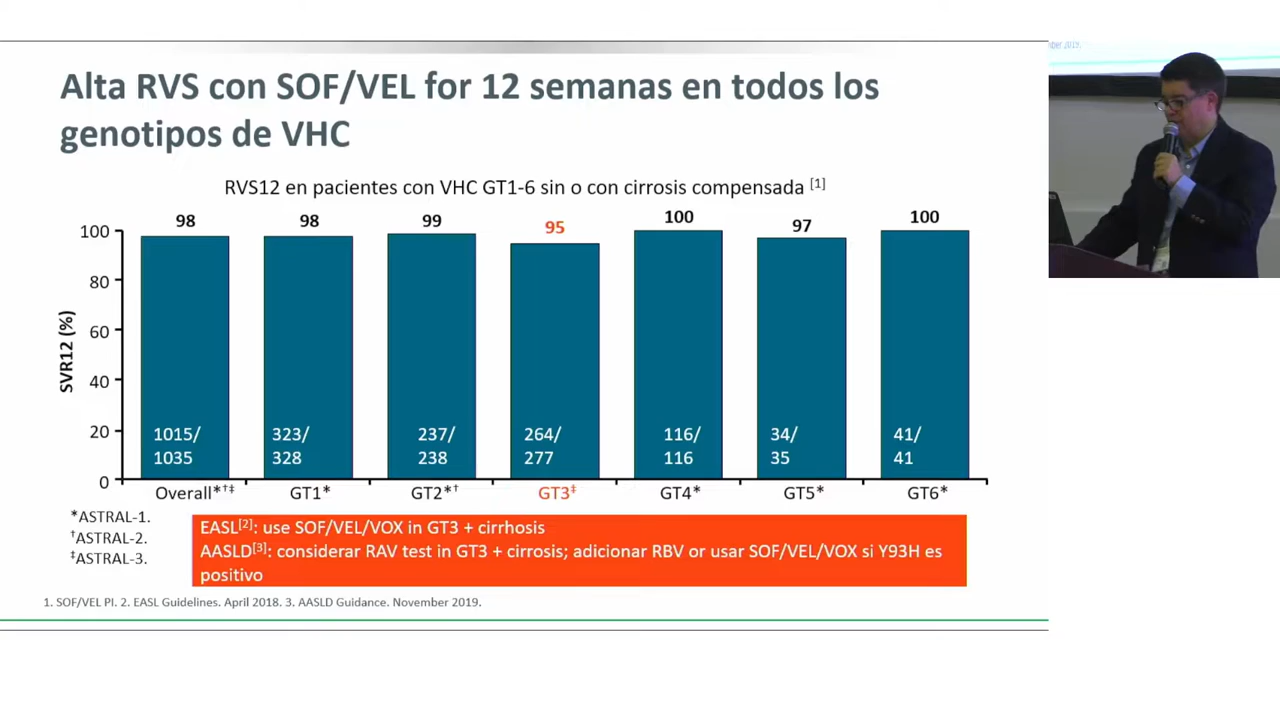 Alta RVS con SOF/VEL for 12 semanas en todos los
genotipos de VHC
RVS12 en pacientes con VHC GT1-6 sin o con cirrosis compensada [1]
98 98 99 95 100 97 100
SVR12 (%)
100
80
60
40
20
0
1015/
1035
323/
328
237/
238
264/
277
116/
116
34/
35
41/
41
Overall*†‡ GT1* GT2*† GT3‡ GT4* GT5* GT6*
*ASTRAL-1.
†ASTRAL-2.
‡ASTRAL-3.
EASL[2]: use SOF/VEL/VOX in GT3 + cirrhosis
AASLD[3]: considerar RAV test in GT3 + cirrosis; adicionar RBV or usar SOF/VEL/VOX si Y93H es
positivo
1. SOF/VEL PI. 2. EASL Guidelines. April 2018. 3. AASLD Guidance. November 2019.
mber 2019.